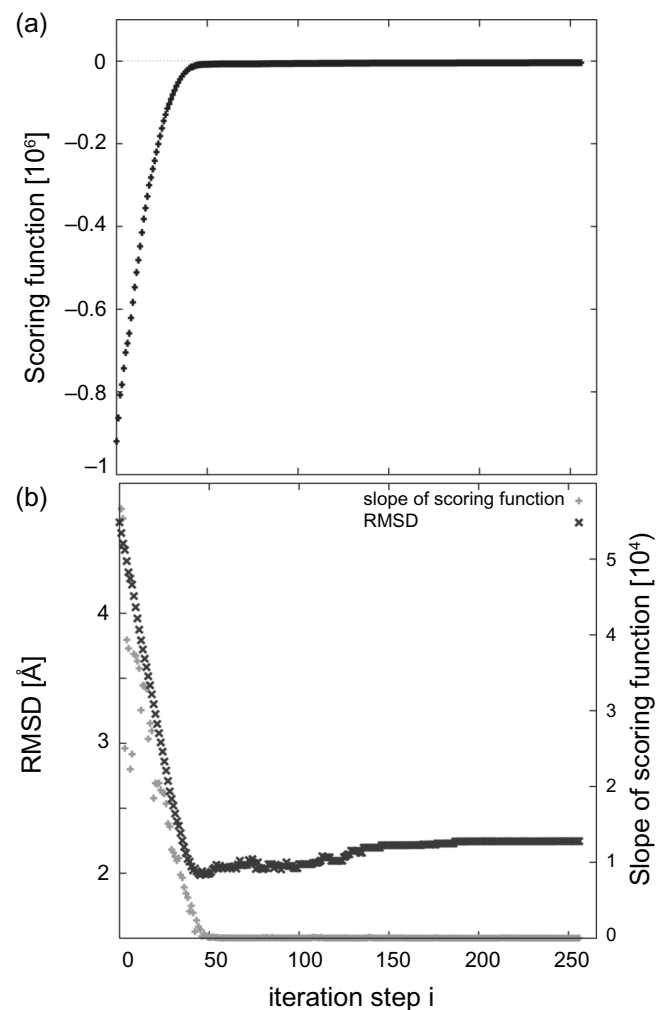 (a)
0
–0.2
–0.4
–0.6
–0.8
–1
Scoring function [10⁶]
(b)
slope of scoring function
RMSD
4
3
2
RMSD [Å]
5
4
3
2
1
0
Slope of scoring function [10⁴]
0 50 100 150 200 250
iteration step i